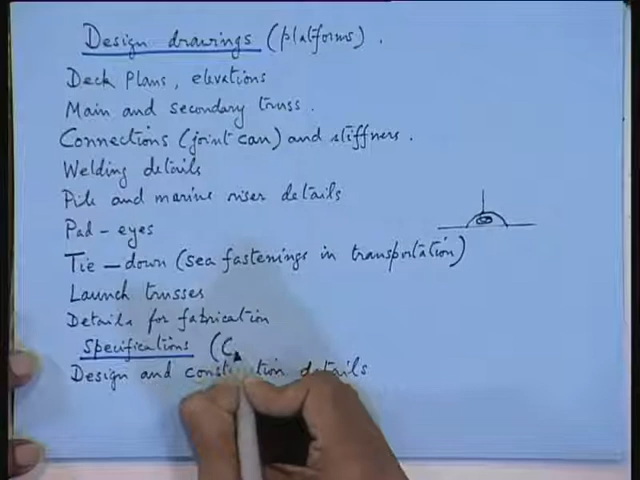 Design drawings (platforms).
Deck Plans, elevations
Main and secondary truss.
Connections (joint can) and stiffners.
Welding details
Pile and marine riser details
Pad-eyes
Tie-down (sea fastenings in transportation)
Launch trusses
Details for fabrication
Specifications (C
Design and construction details